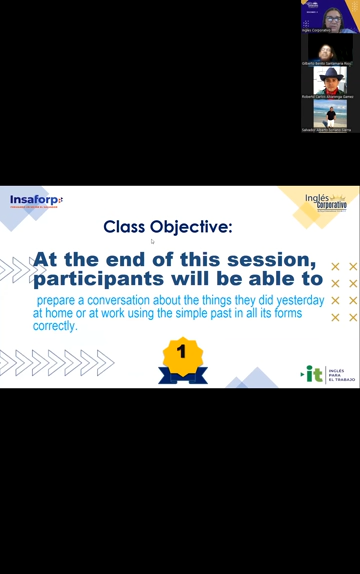 Insaforp
Inglés
Corporativo
Class Objective:
At the end of this session,
participants will be able to
prepare a conversation about the things they did yesterday
at home or at work using the simple past in all its forms
correctly.
1
it
INGLÉS
PARA
EL TRABAJO